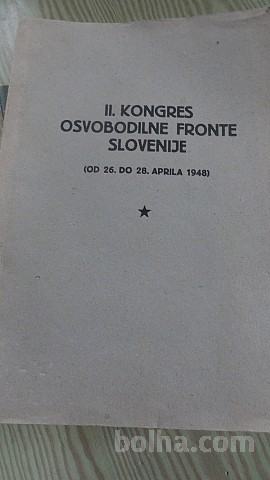 II. KONGRES
OSVOBODILNE FRONTE
SLOVENIJE
(OD 26. DO 28. APRILA 1948)
bolha.com